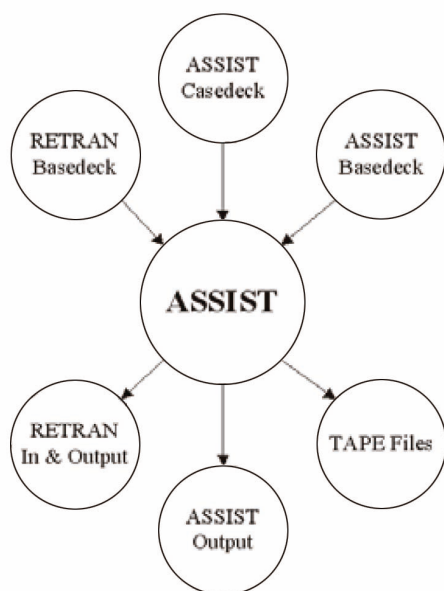 ASSIST
Casedeck
RETRAN
Basedeck
ASSIST
Basedeck
ASSIST
RETRAN
In & Output
TAPE Files
ASSIST
Output